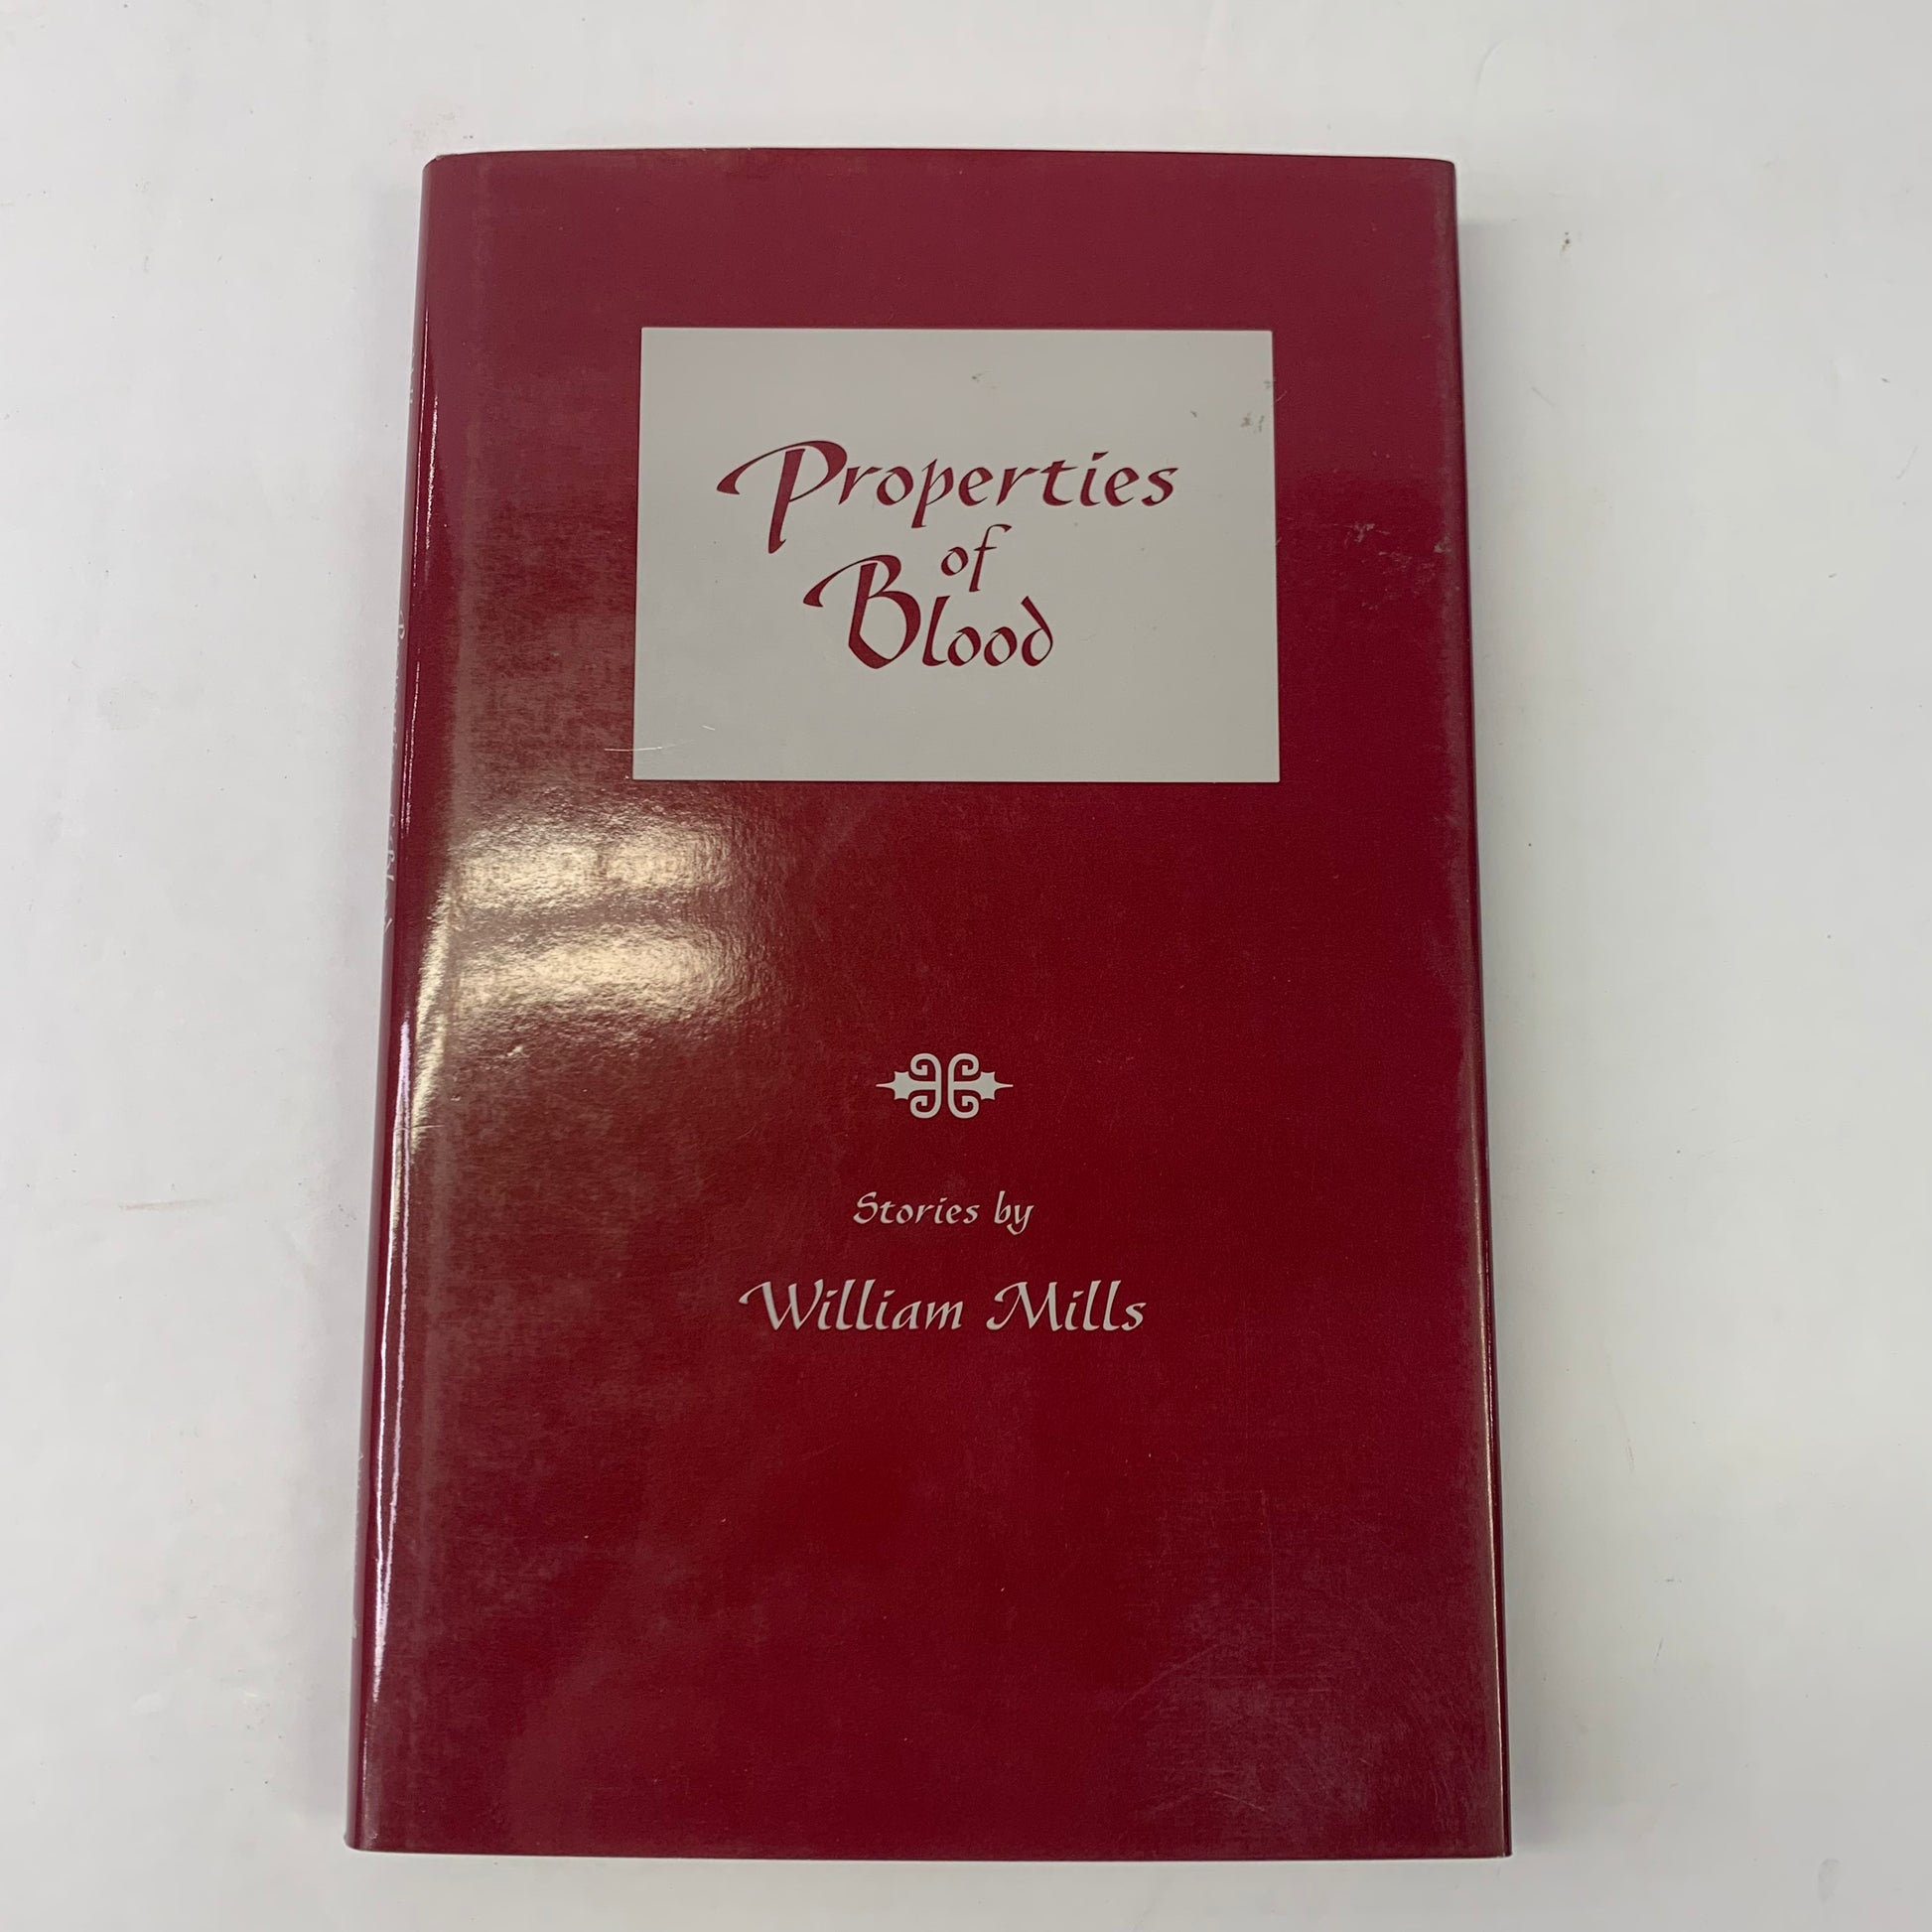 Properties
of
Blood
Stories by
William Mills